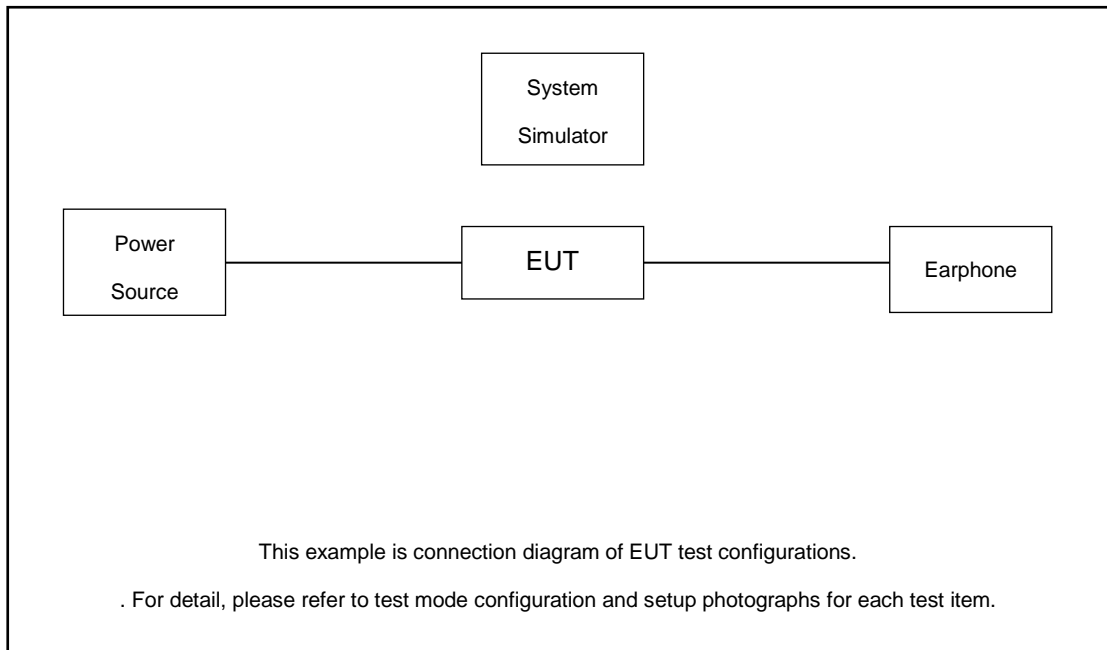 System
Simulator
Power
Source
EUT
Earphone
This example is connection diagram of EUT test configurations.
. For detail, please refer to test mode configuration and setup photographs for each test item.